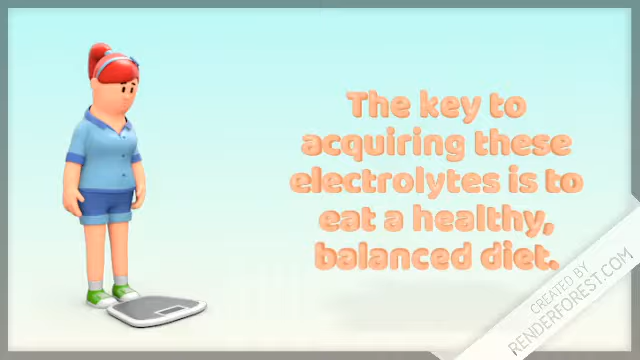 The key to
acquiring these
electrolytes is to
eat a healthy,
balanced diet.
CREATED BY
RENDERFOREST.COM